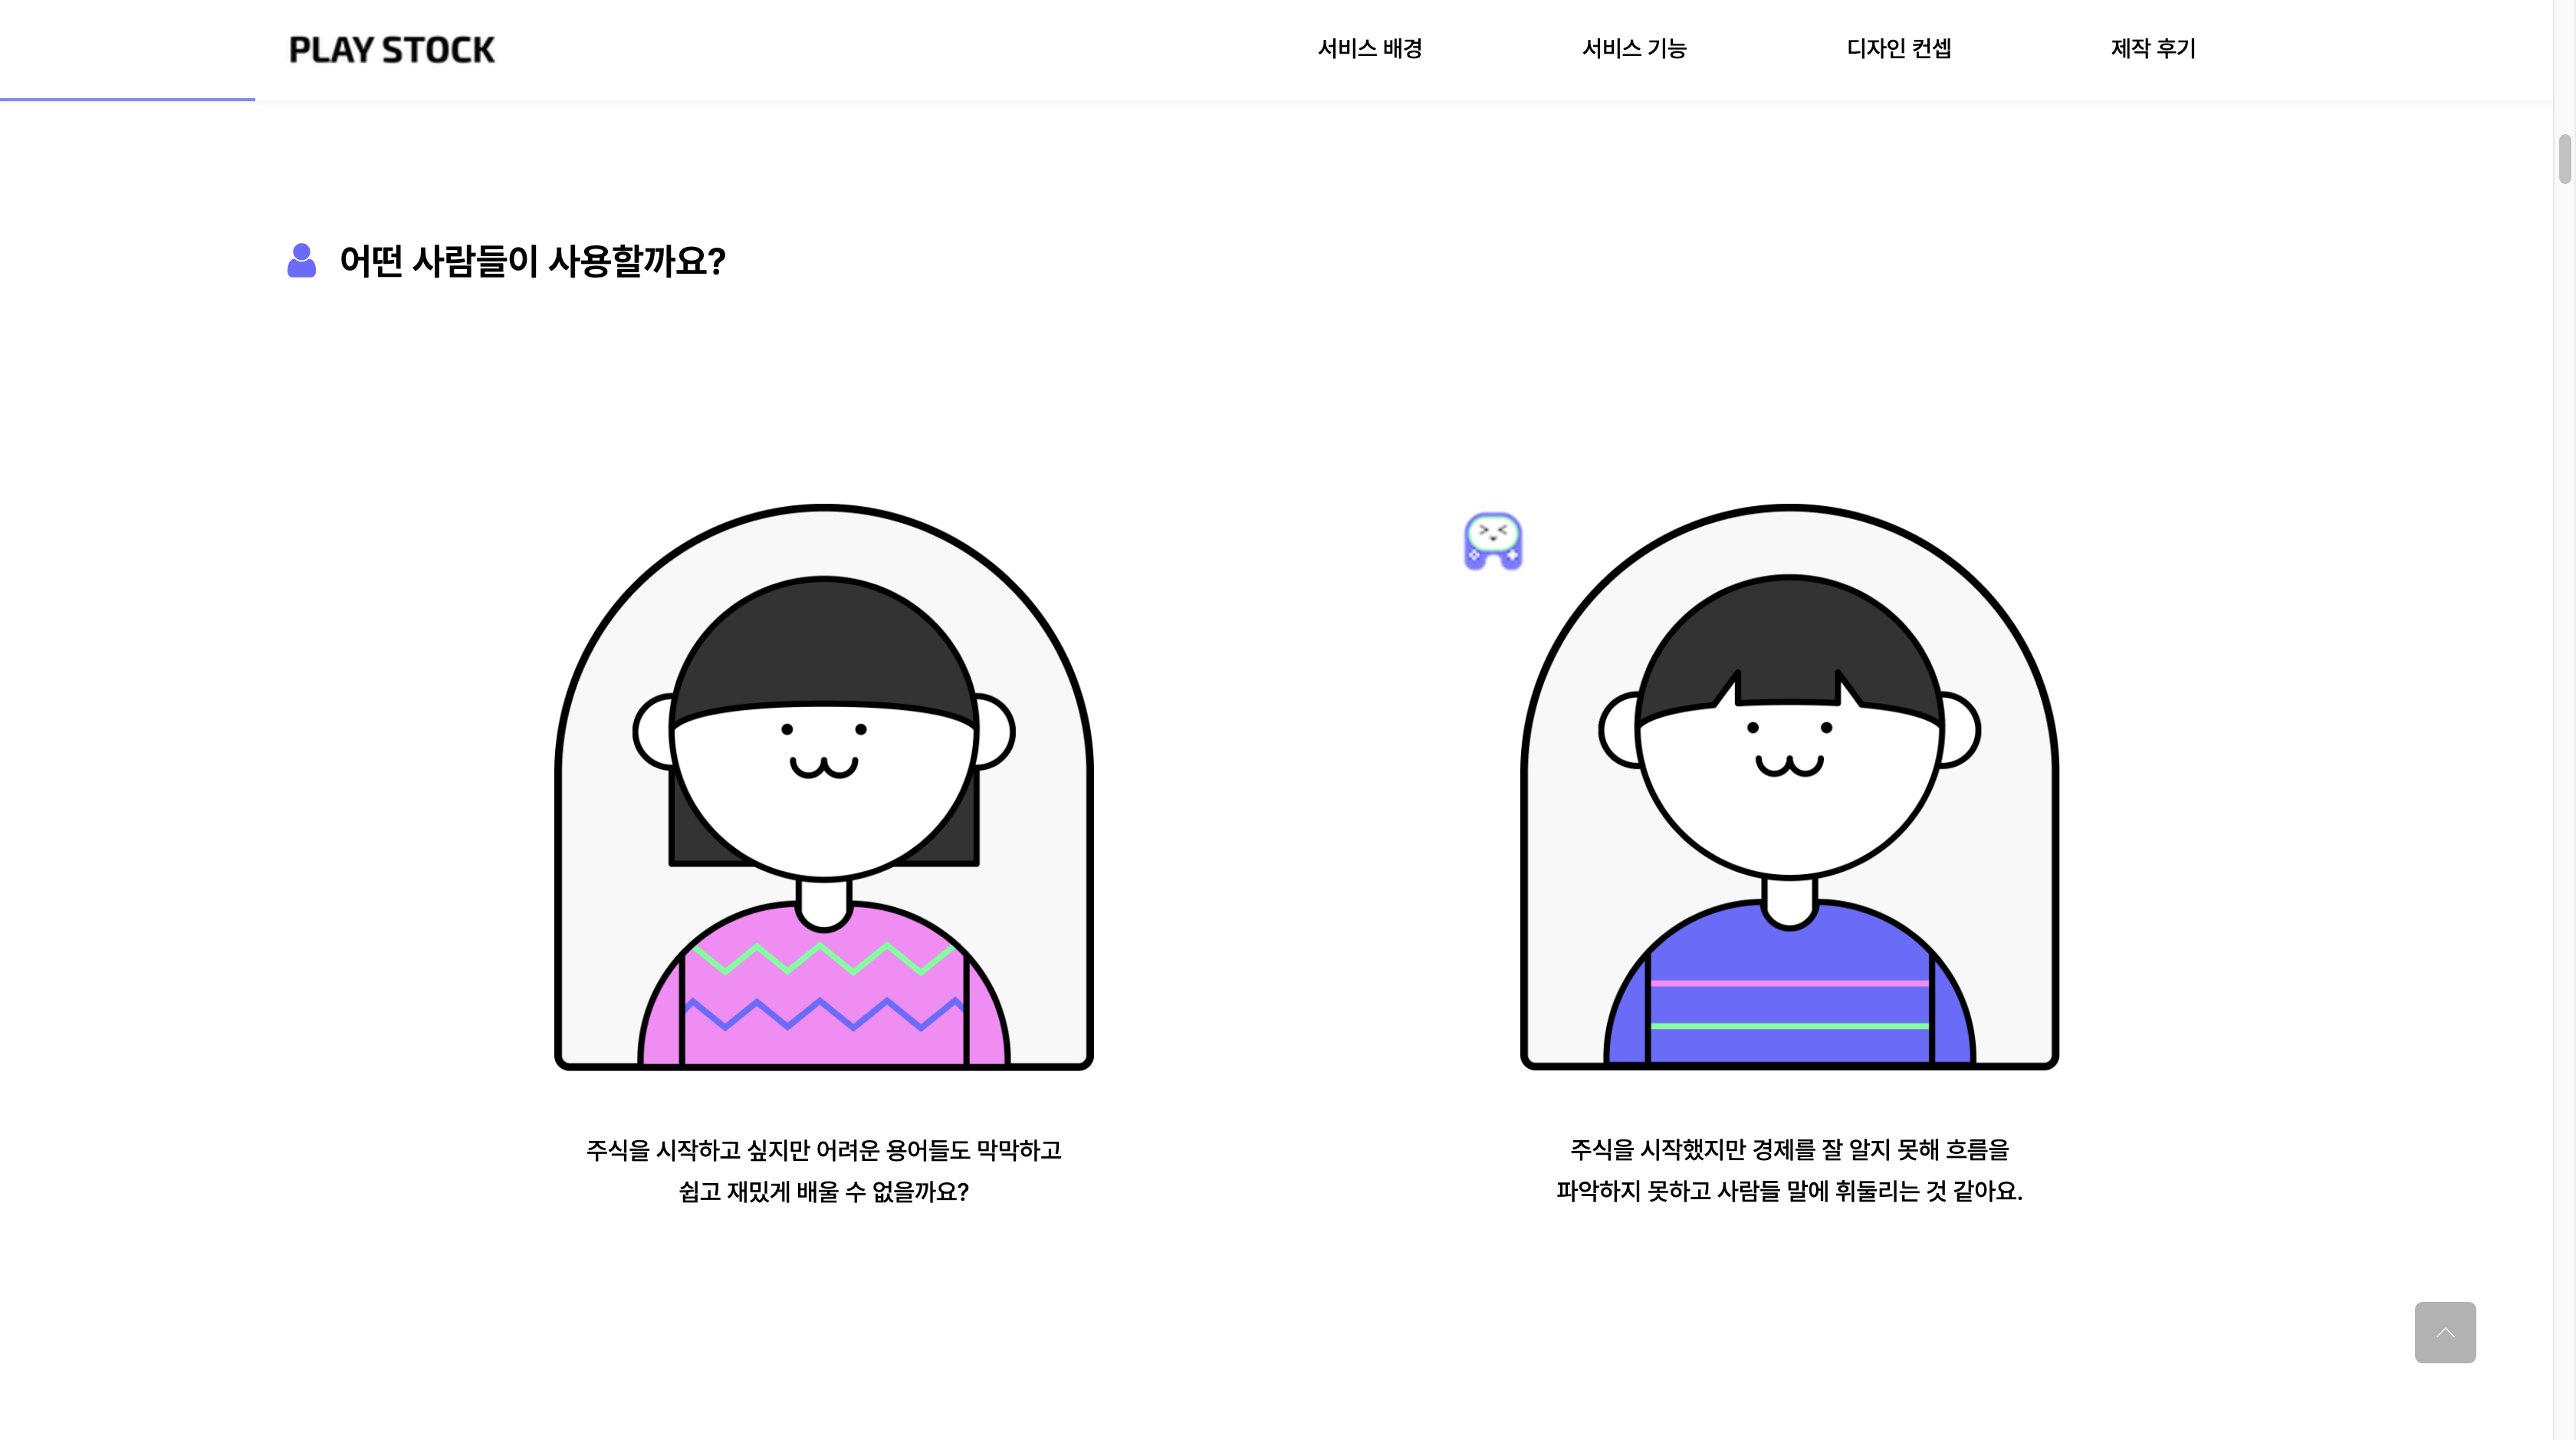 PLAY STOCK
서비스 배경
서비스 기능
디자인 컨셉
제작 후기
어떤 사람들이 사용할까요?
주식을 시작하고 싶지만 어려운 용어들도 막막하고
쉽고 재밌게 배울 수 없을까요?
주식을 시작했지만 경제를 잘 알지 못해 흐름을
파악하지 못하고 사람들 말에 휘둘리는 것 같아요.